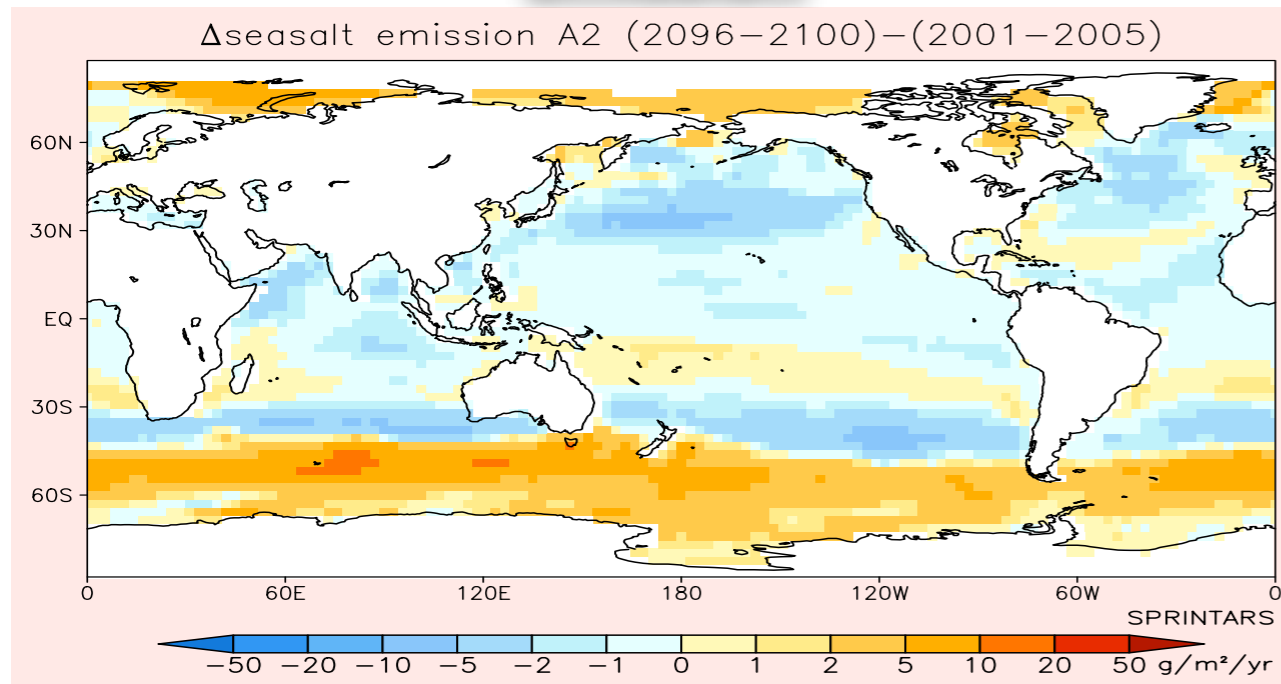 Δseasalt emission A2 (2096−2100)−(2001−2005)
60N
30N
EQ
30S
60S
0 60E 120E 180 120W 60W 0
SPRINTARS
−50 −20 −10 −5 −2 −1 0 1 2 5 10 20 50 g/m²/yr